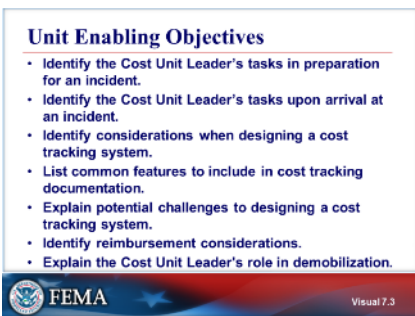 Unit Enabling Objectives
• Identify the Cost Unit Leader's tasks in preparation
for an incident.
• Identify the Cost Unit Leader's tasks upon arrival at
an incident.
• Identify considerations when designing a cost
tracking system.
• List common features to include in cost tracking
documentation.
• Explain potential challenges to designing a cost
tracking system.
• Identify reimbursement considerations.
• Explain the Cost Unit Leader's role in demobilization.
FEMA
Visual 7.3